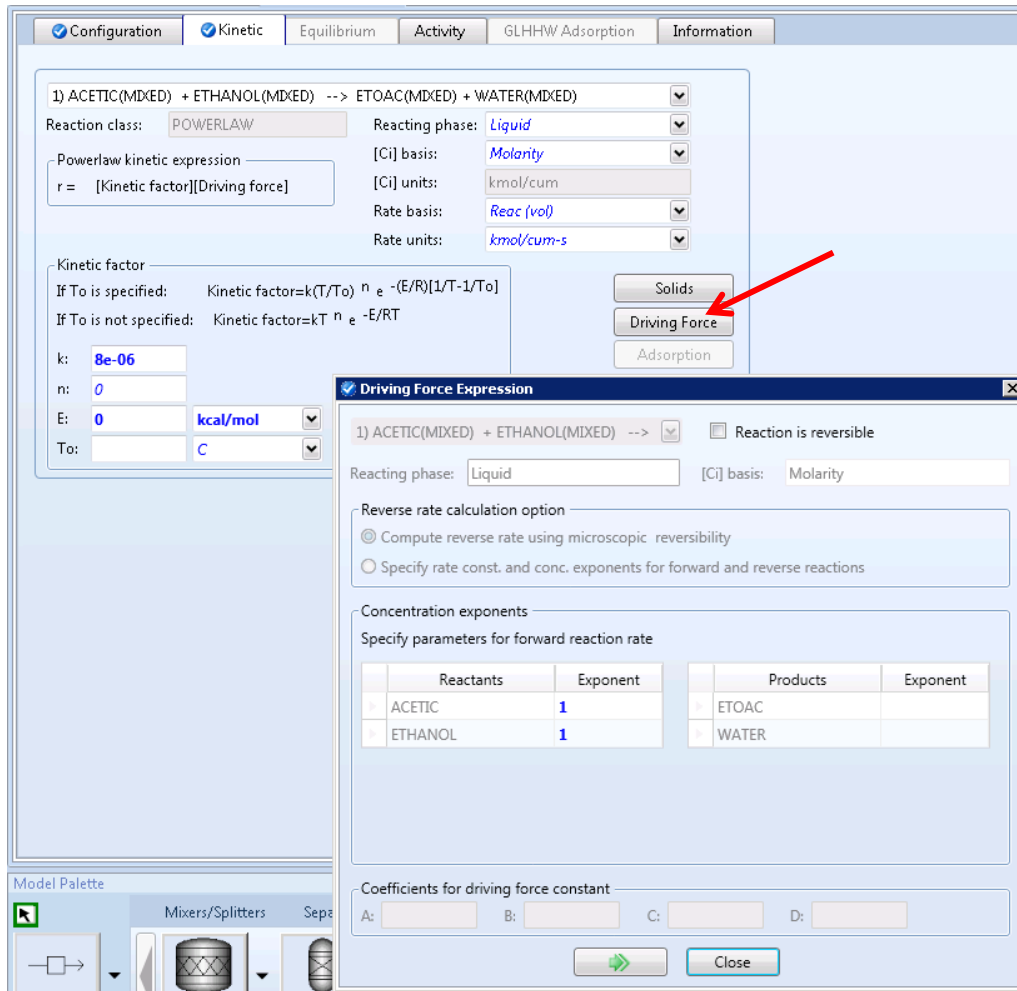 Configuration Kinetic Equilibrium Activity GLHHW Adsorption Information
1) ACETIC(MIXED) + ETHANOL(MIXED) --> ETOAC(MIXED) + WATER(MIXED)
Reaction class: POWERLAW
Reacting phase: Liquid
Powerlaw kinetic expression
r = [Kinetic factor][Driving force]
[Ci] basis: Molarity
[Ci] units: kmol/cum
Rate basis: Reac (vol)
Rate units: kmol/cum-s
Kinetic factor
If To is specified: Kinetic factor=k(T/To) n e -(E/R)[1/T-1/To]
If To is not specified: Kinetic factor=kT n e -E/RT
k: 8e-06
n: 0
E: 0 kcal/mol
To: C
Solids
Driving Force
Adsorption
Driving Force Expression
1) ACETIC(MIXED) + ETHANOL(MIXED) -->
Reaction is reversible
Reacting phase: Liquid [Ci] basis: Molarity
Reverse rate calculation option
Compute reverse rate using microscopic reversibility
Specify rate const. and conc. exponents for forward and reverse reactions
Concentration exponents
Specify parameters for forward reaction rate
Reactants Exponent Products Exponent
ACETIC 1 ETOAC
ETHANOL 1 WATER
Coefficients for driving force constant
A: B: C: D:
Close
Model Palette
Mixers/Splitters Sepa